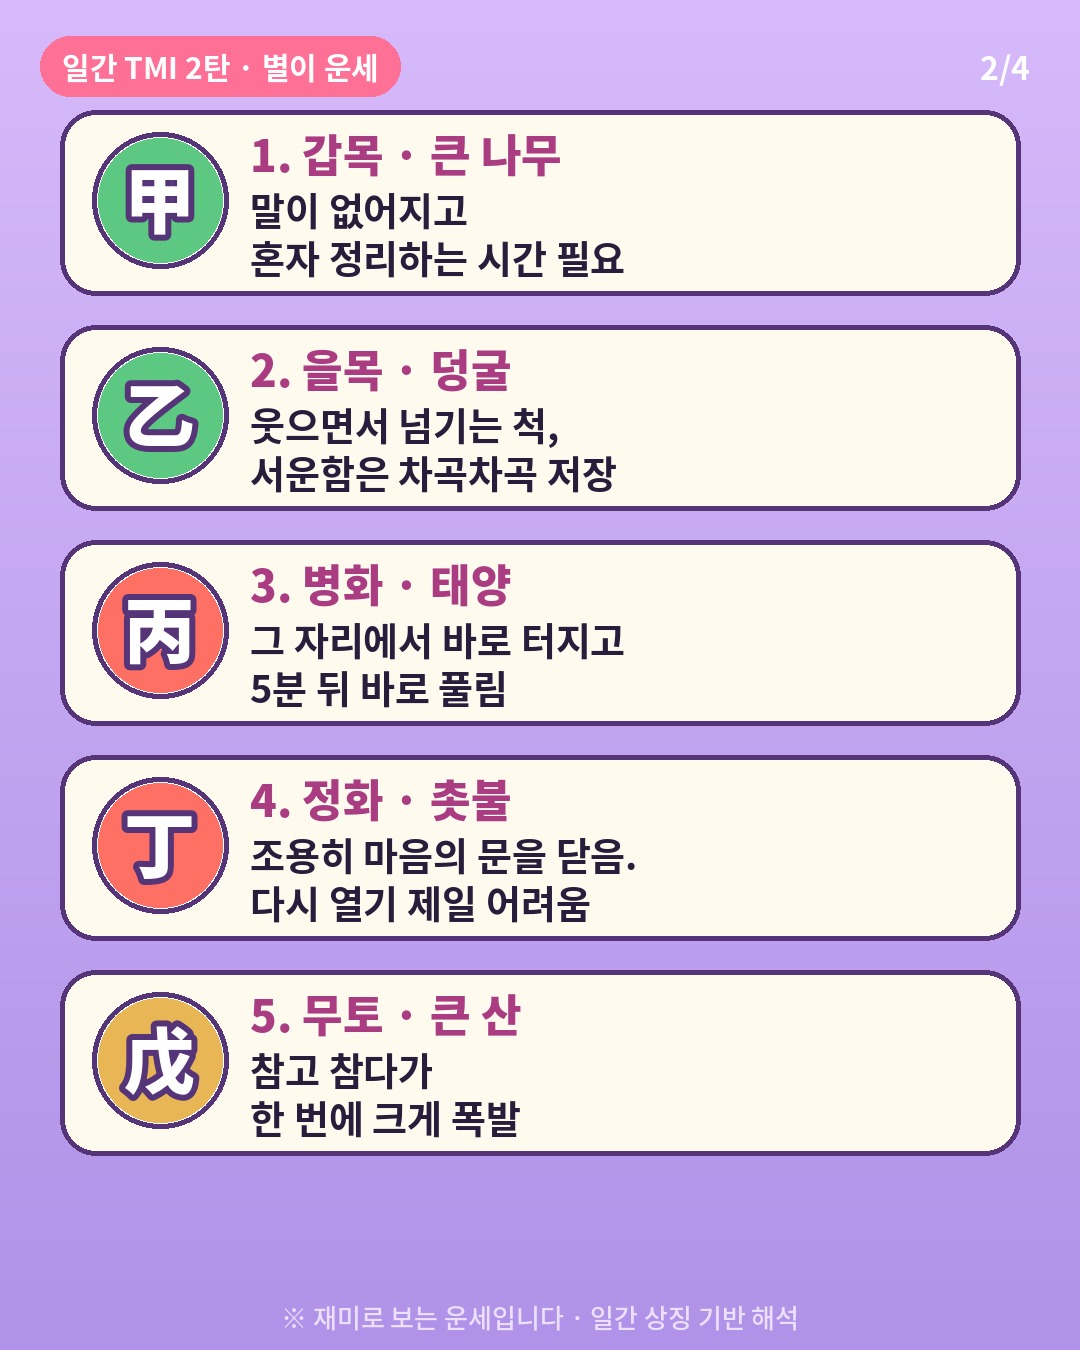 일간 TMI 2탄 · 별이 운세
2/4
甲
1. 갑목 · 큰 나무
말이 없어지고
혼자 정리하는 시간 필요
乙
2. 을목 · 덩굴
웃으면서 넘기는 척,
서운함은 차곡차곡 저장
丙
3. 병화 · 태양
그 자리에서 바로 터지고
5분 뒤 바로 풀림
丁
4. 정화 · 촛불
조용히 마음의 문을 닫음.
다시 열기 제일 어려움
戊
5. 무토 · 큰 산
참고 참다가
한 번에 크게 폭발
※ 재미로 보는 운세입니다 · 일간 상징 기반 해석